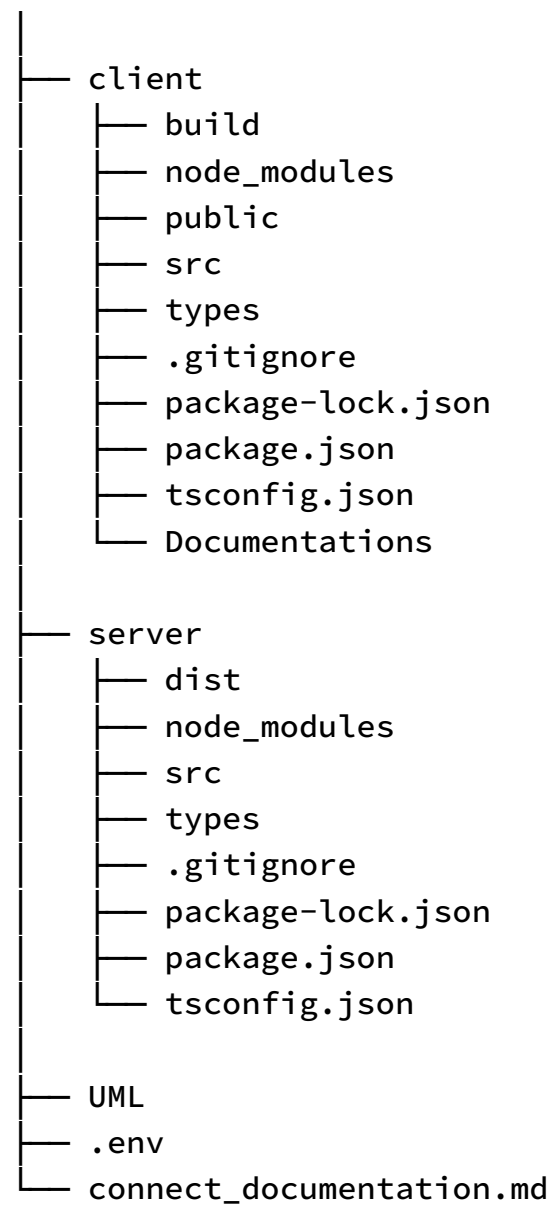 client
build
node_modules
public
src
types
.gitignore
package-lock.json
package.json
tsconfig.json
Documentations
server
dist
node_modules
src
types
.gitignore
package-lock.json
package.json
tsconfig.json
UML
.env
connect_documentation.md